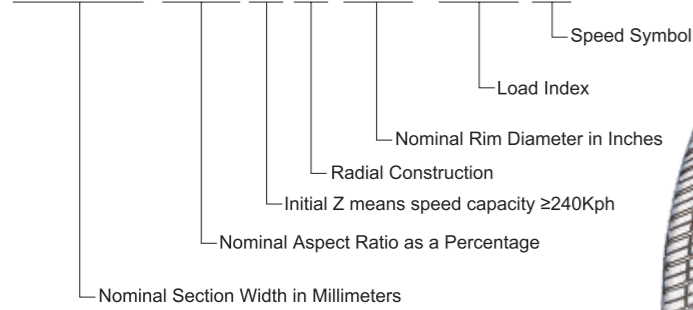 Speed Symbol
Load Index
Nominal Rim Diameter in Inches
Radial Construction
Initial Z means speed capacity ≥240Kph
Nominal Aspect Ratio as a Percentage
Nominal Section Width in Millimeters